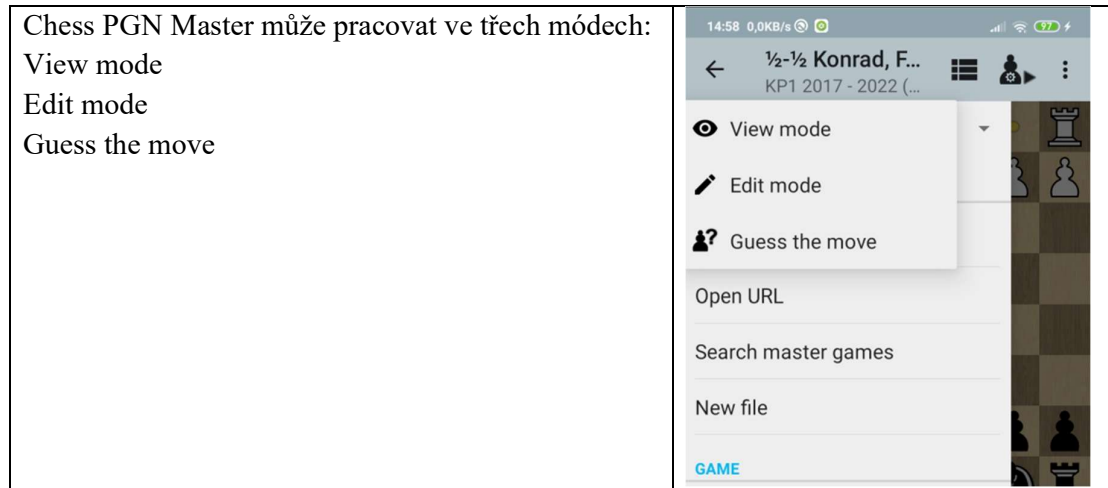 Chess PGN Master může pracovat ve třech módech:
View mode
Edit mode
Guess the move
14:58 0,0KB/s 97
½-½ Konrad, F...
KP1 2017 - 2022 (...
View mode
Edit mode
Guess the move
Open URL
Search master games
New file
GAME